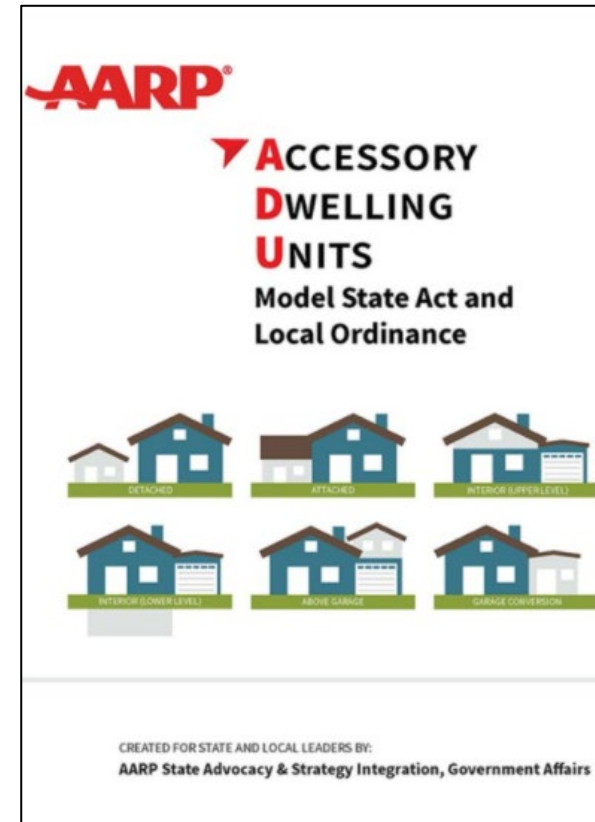 AARP®
ACCESSORY
DWELLING
UNITS
Model State Act and
Local Ordinance
DETACHED
ATTACHED
INTERIOR (UPPER LEVEL)
INTERIOR (LOWER LEVEL)
ABOVE GARAGE
GARAGE CONVERSION
CREATED FOR STATE AND LOCAL LEADERS BY:
AARP State Advocacy & Strategy Integration, Government Affairs